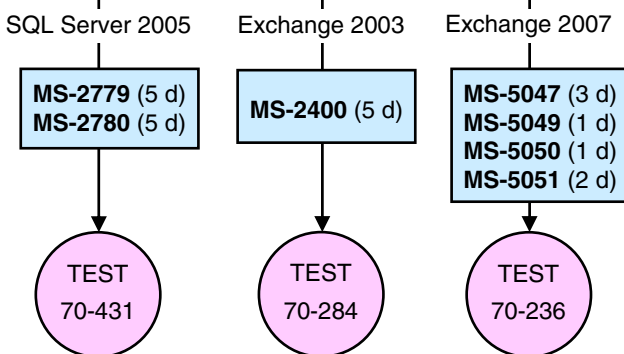 SQL Server 2005
MS-2779 (5 d)
MS-2780 (5 d)
TEST
70-431
Exchange 2003
MS-2400 (5 d)
TEST
70-284
Exchange 2007
MS-5047 (3 d)
MS-5049 (1 d)
MS-5050 (1 d)
MS-5051 (2 d)
TEST
70-236